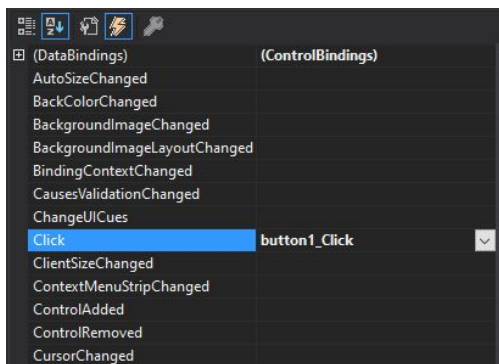 (DataBindings) (ControlBindings)
AutoSizeChanged
BackColorChanged
BackgroundImageChanged
BackgroundImageLayoutChanged
BindingContextChanged
CausesValidationChanged
ChangeUICues
Click button1_Click
ClientSizeChanged
ContextMenuStripChanged
ControlAdded
ControlRemoved
CursorChanged